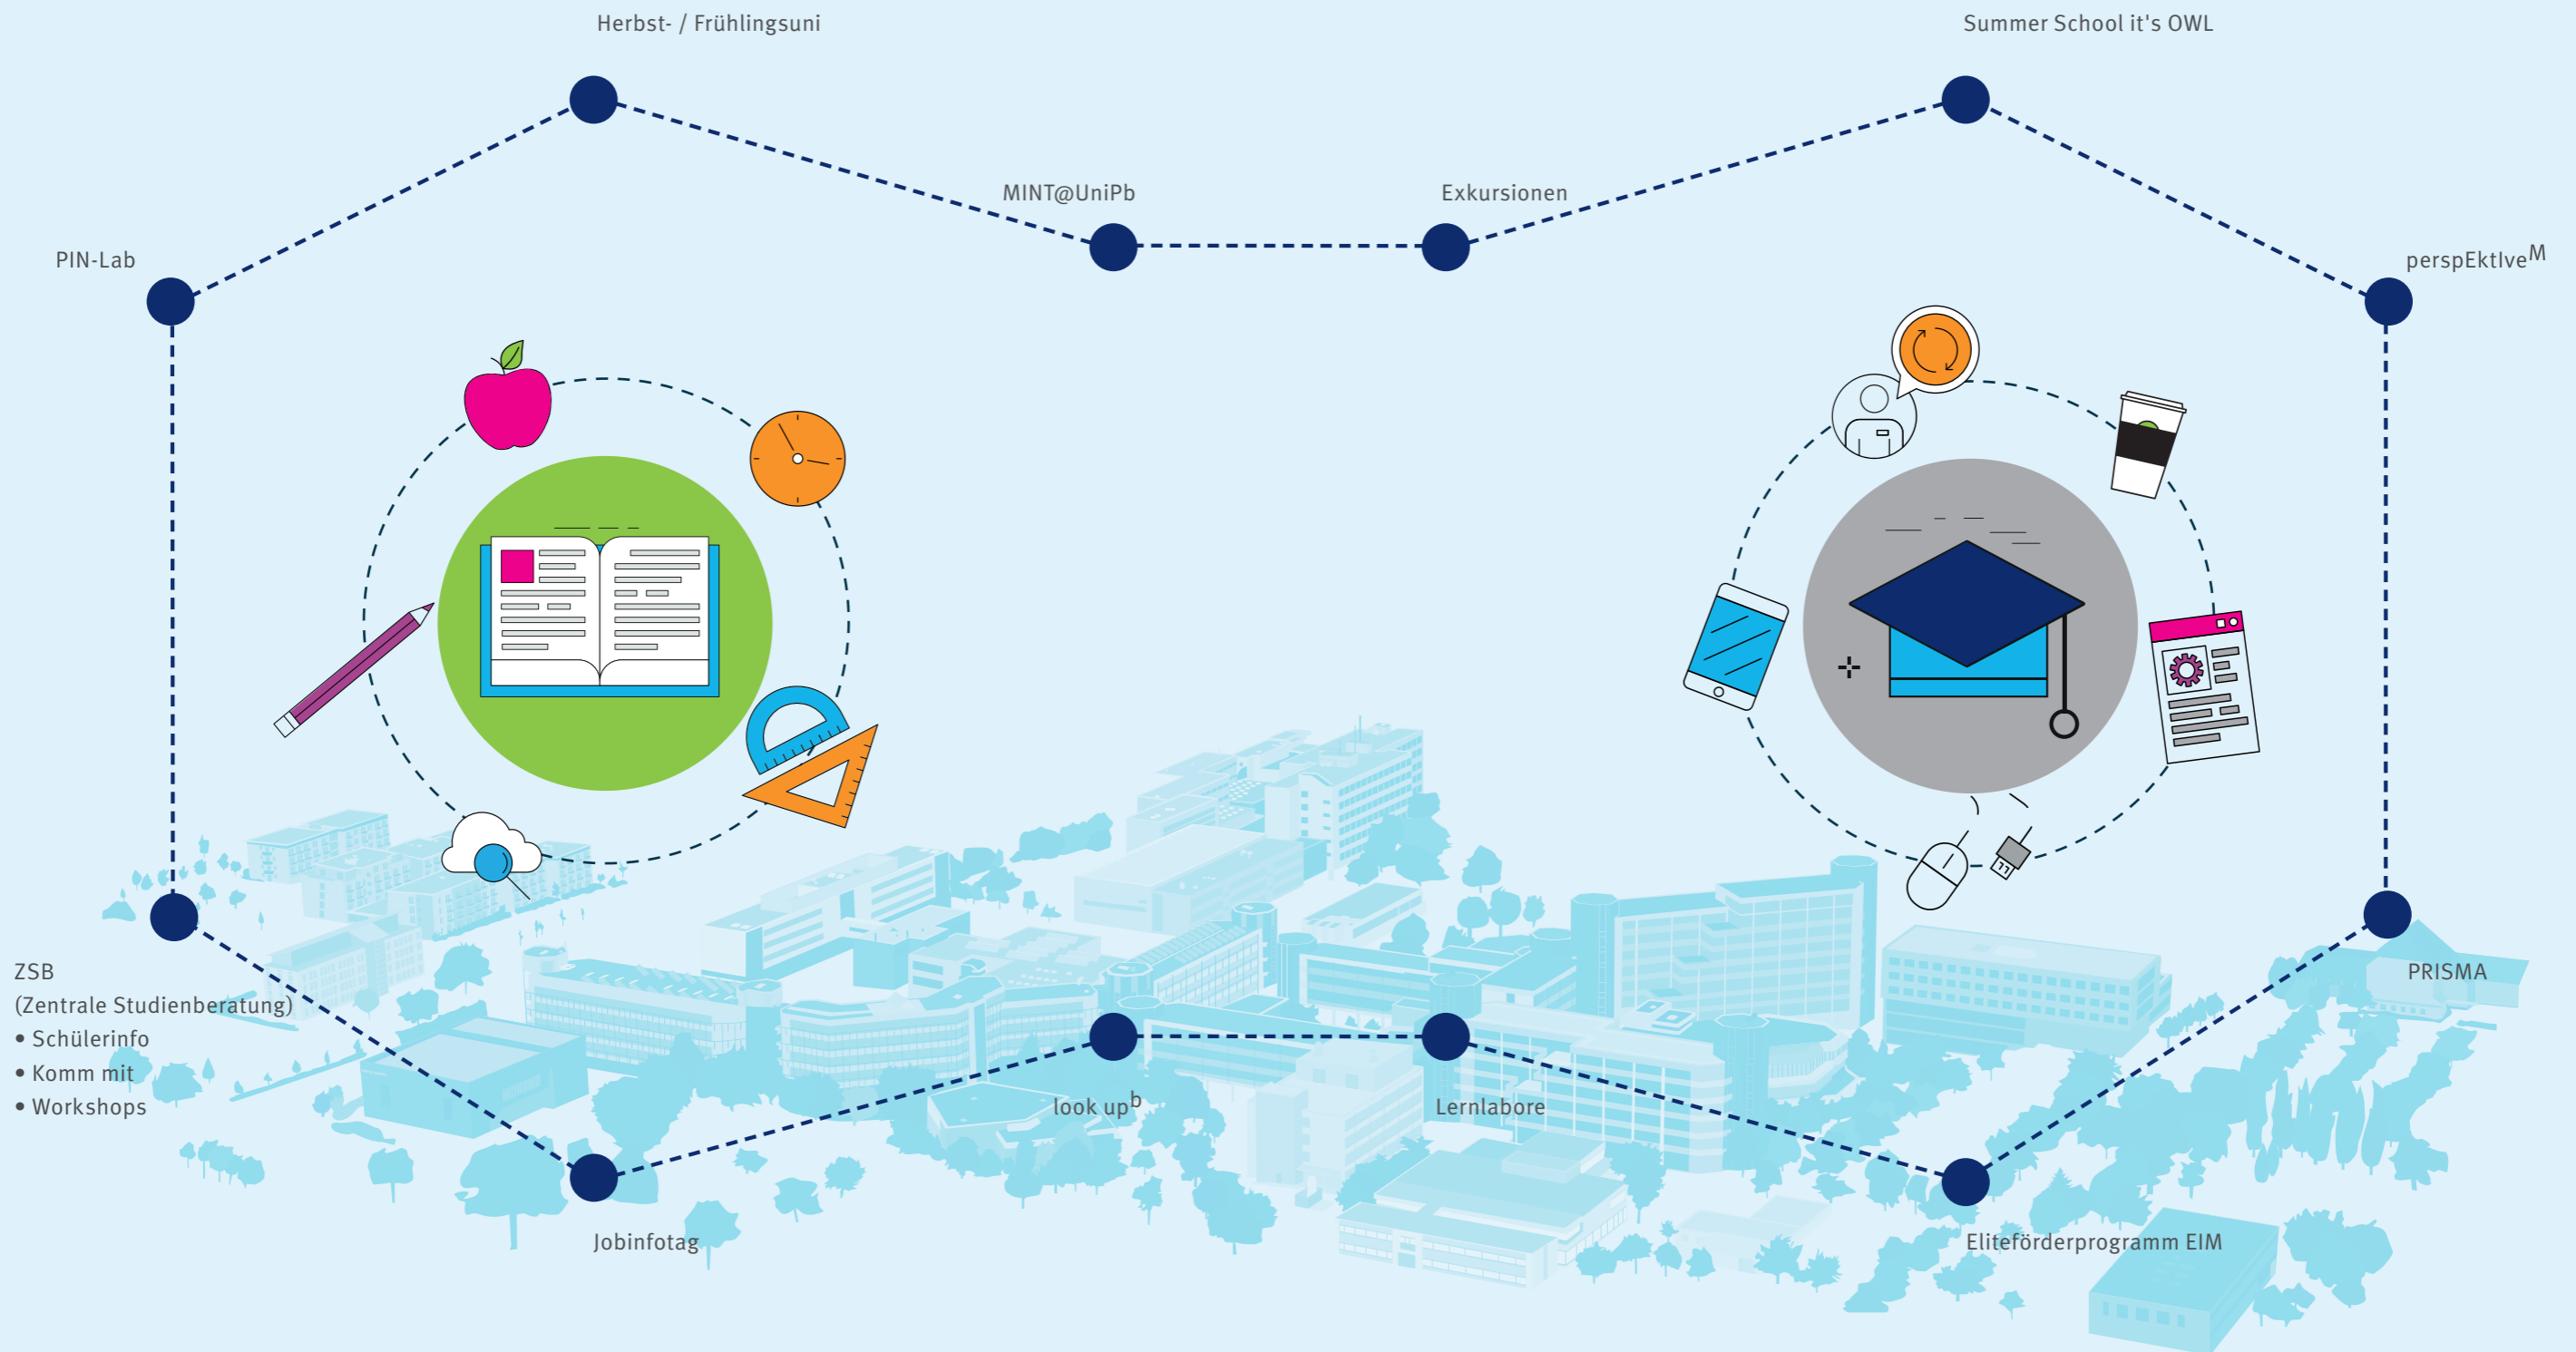 Herbst- / Frühlingsuni
Summer School it's OWL
MINT@UniPb
Exkursionen
PIN-Lab
perspEktIveᴹ
ZSB
(Zentrale Studienberatung)
• Schülerinfo
• Komm mit
• Workshops
PRISMA
look upᵇ
Lernlabore
Jobinfotag
Eliteförderprogramm EIM